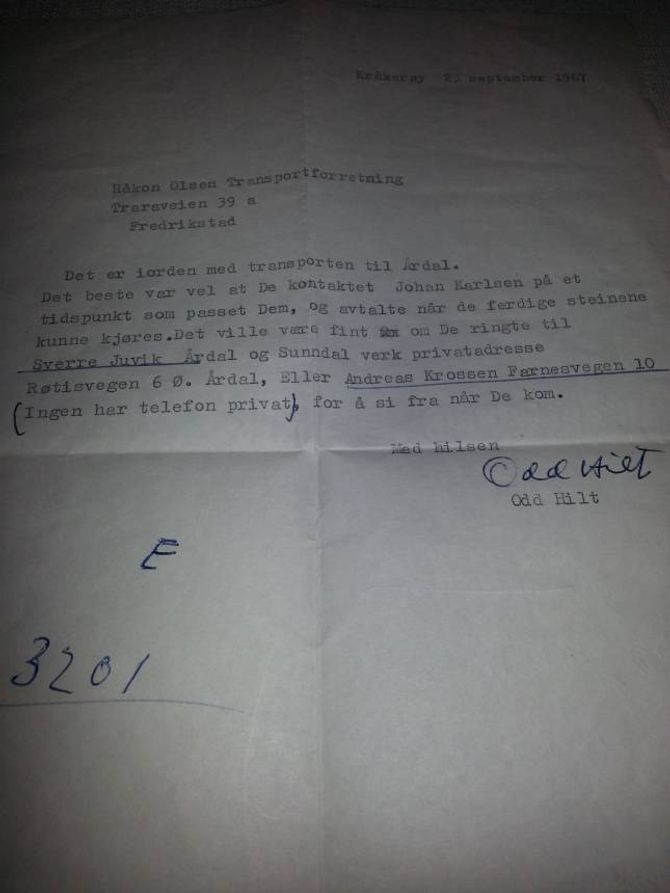 Kråkerøy 23 september 1967
Håkon Olsen Transportforretning
Traraveien 39 a
Fredrikstad
Det er iorden med transporten til Årdal.
Det beste var vel at De kontaktet Johan Karlsen på et
tidspunkt som passet Dem, og avtalte når de ferdige steinene
kunne kjøres.Det ville være fint om De ringte til
Sverre Juvik Årdal og Sunndal verk privatadresse
Røtisvegen 6 Ø. Årdal, Eller Andreas Krossen Farnesvegen 10
(Ingen har telefon privat) for å si fra når De kom.
Med hilsen
Odd Hilt
Odd Hilt
E
3201